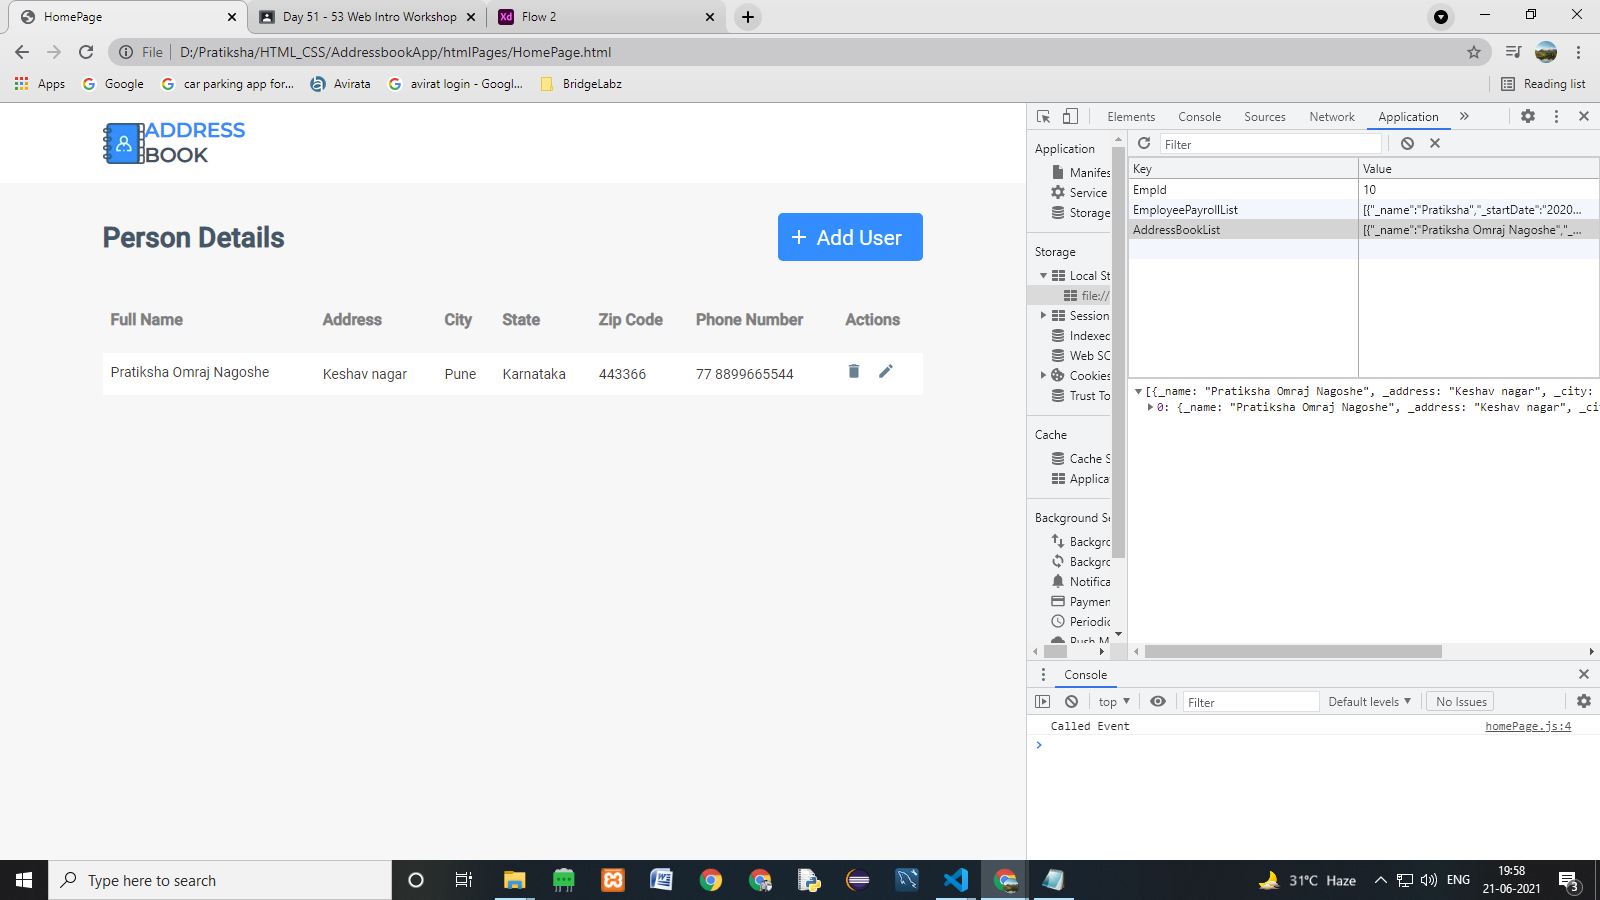 HomePage
Day 51 - 53 Web Intro Workshop
Xd
Flow 2
File
D:/Pratiksha/HTML_CSS/AddressbookApp/htmlPages/HomePage.html
Apps
Google
car parking app for...
Avirata
avirat login - Googl...
BridgeLabz
Reading list
ADDRESS
BOOK
Person Details
+ Add User
Full Name Address City State Zip Code Phone Number Actions
Pratiksha Omraj Nagoshe Keshav nagar Pune Karnataka 443366 77 8899665544
Elements Console Sources Network Application »
Application
Manifes
Service
Storage
Storage
Local St
file://
Session
Indexed
Web SC
Cookies
Trust To
Cache
Cache S
Applica
Background Se
Backgro
Backgro
Notifica
Paymen
Periodic
Push M
Filter
Key Value
EmpId 10
EmployeePayrollList [{"_name":"Pratiksha","_startDate":"2020...
AddressBookList [{"_name":"Pratiksha Omraj Nagoshe","_...
[{_name: "Pratiksha Omraj Nagoshe", _address: "Keshav nagar", _city:
0: {_name: "Pratiksha Omraj Nagoshe", _address: "Keshav nagar", _ci
Console
top Filter Default levels No Issues
Called Event homePage.js:4
Type here to search
31°C Haze
ENG
19:58
21-06-2021
3